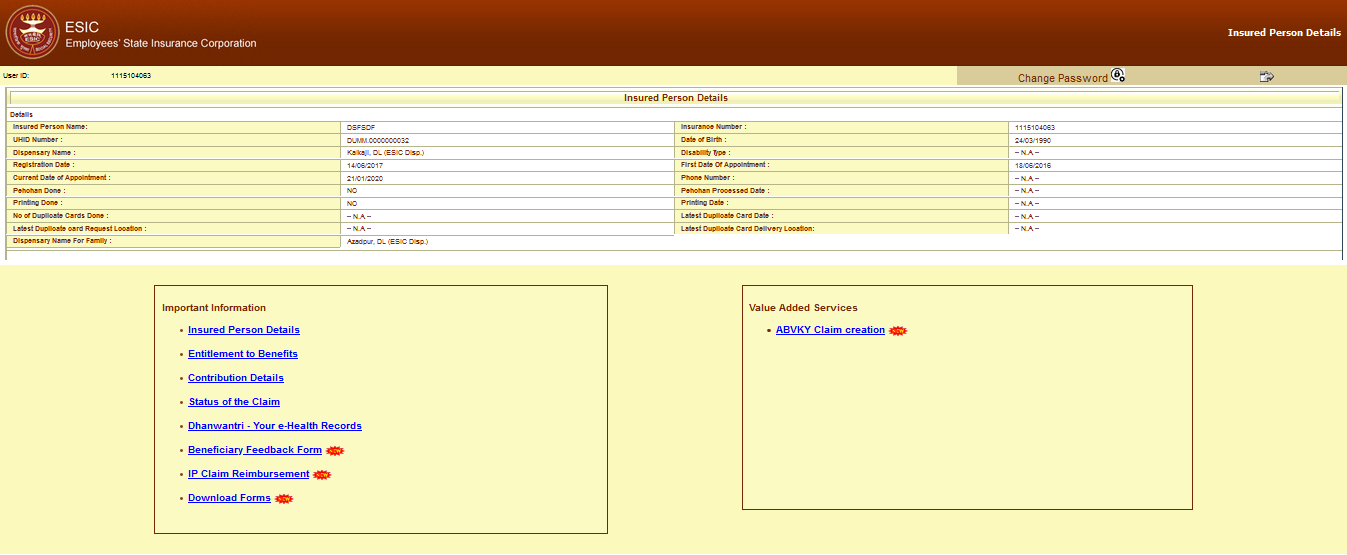 ESIC
Employees' State Insurance Corporation
Insured Person Details
User ID: 1115104063 Change Password
Insured Person Details
Details
Insured Person Name: DSFSDF Insurance Number : 1115104063
UHID Number : DUMM.0000000032 Date of Birth : 24/03/1990
Dispensary Name : Kalkaji, DL (ESIC Disp.) Disability Type : -- N.A --
Registration Date : 14/06/2017 First Date Of Appointment : 18/06/2016
Current Date of Appointment : 21/01/2020 Phone Number : -- N.A --
Pehchan Done : NO Pehchan Processed Date : -- N.A --
Printing Done : NO Printing Date : -- N.A --
No of Duplicate Cards Done : -- N.A -- Latest Duplicate Card Date : -- N.A --
Latest Duplicate card Request Location : -- N.A -- Latest Duplicate Card Delivery Location: -- N.A --
Dispensary Name For Family : Azadpur, DL (ESIC Disp.)
Important Information
• Insured Person Details
• Entitlement to Benefits
• Contribution Details
• Status of the Claim
• Dhanwantri - Your e-Health Records
• Beneficiary Feedback Form NEW
• IP Claim Reimbursement NEW
• Download Forms NEW
Value Added Services
• ABVKY Claim creation NEW